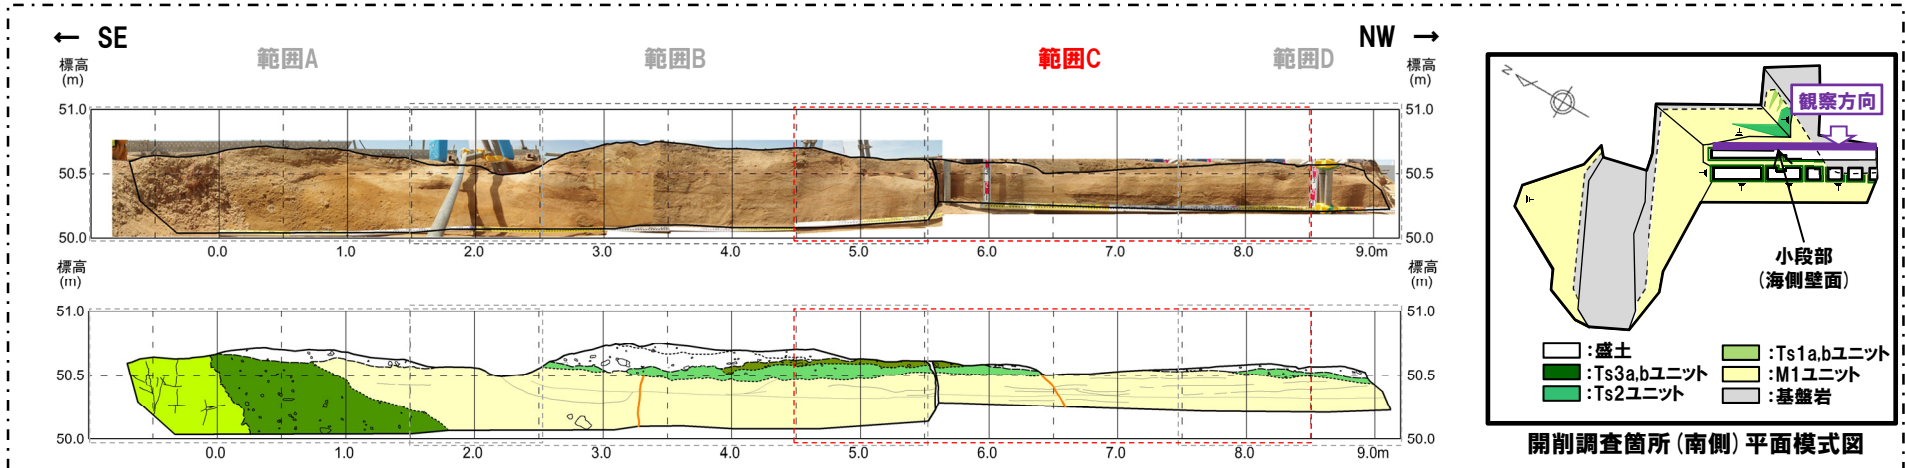 ← SE
NW →
範囲A
範囲B
範囲C
範囲D
標高
(m)
標高
(m)
51.0
51.0
50.5
50.5
50.0
50.0
0.0
1.0
2.0
3.0
4.0
5.0
6.0
7.0
8.0
9.0m
標高
(m)
標高
(m)
51.0
51.0
50.5
50.5
50.0
50.0
0.0
1.0
2.0
3.0
4.0
5.0
6.0
7.0
8.0
9.0m
N
観察方向
小段部
(海側壁面)
:盛土
:Ts3a,bユニット
:Ts2ユニット
:Ts1a,bユニット
:M1ユニット
:基盤岩
開削調査箇所(南側)平面模式図